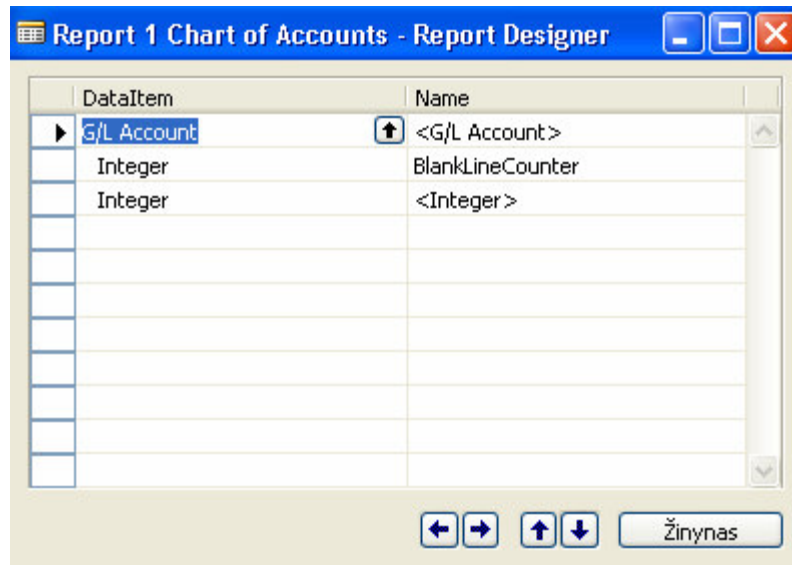 Report 1 Chart of Accounts - Report Designer
DataItem Name
G/L Account <G/L Account>
Integer BlankLineCounter
Integer <Integer>
Žinynas